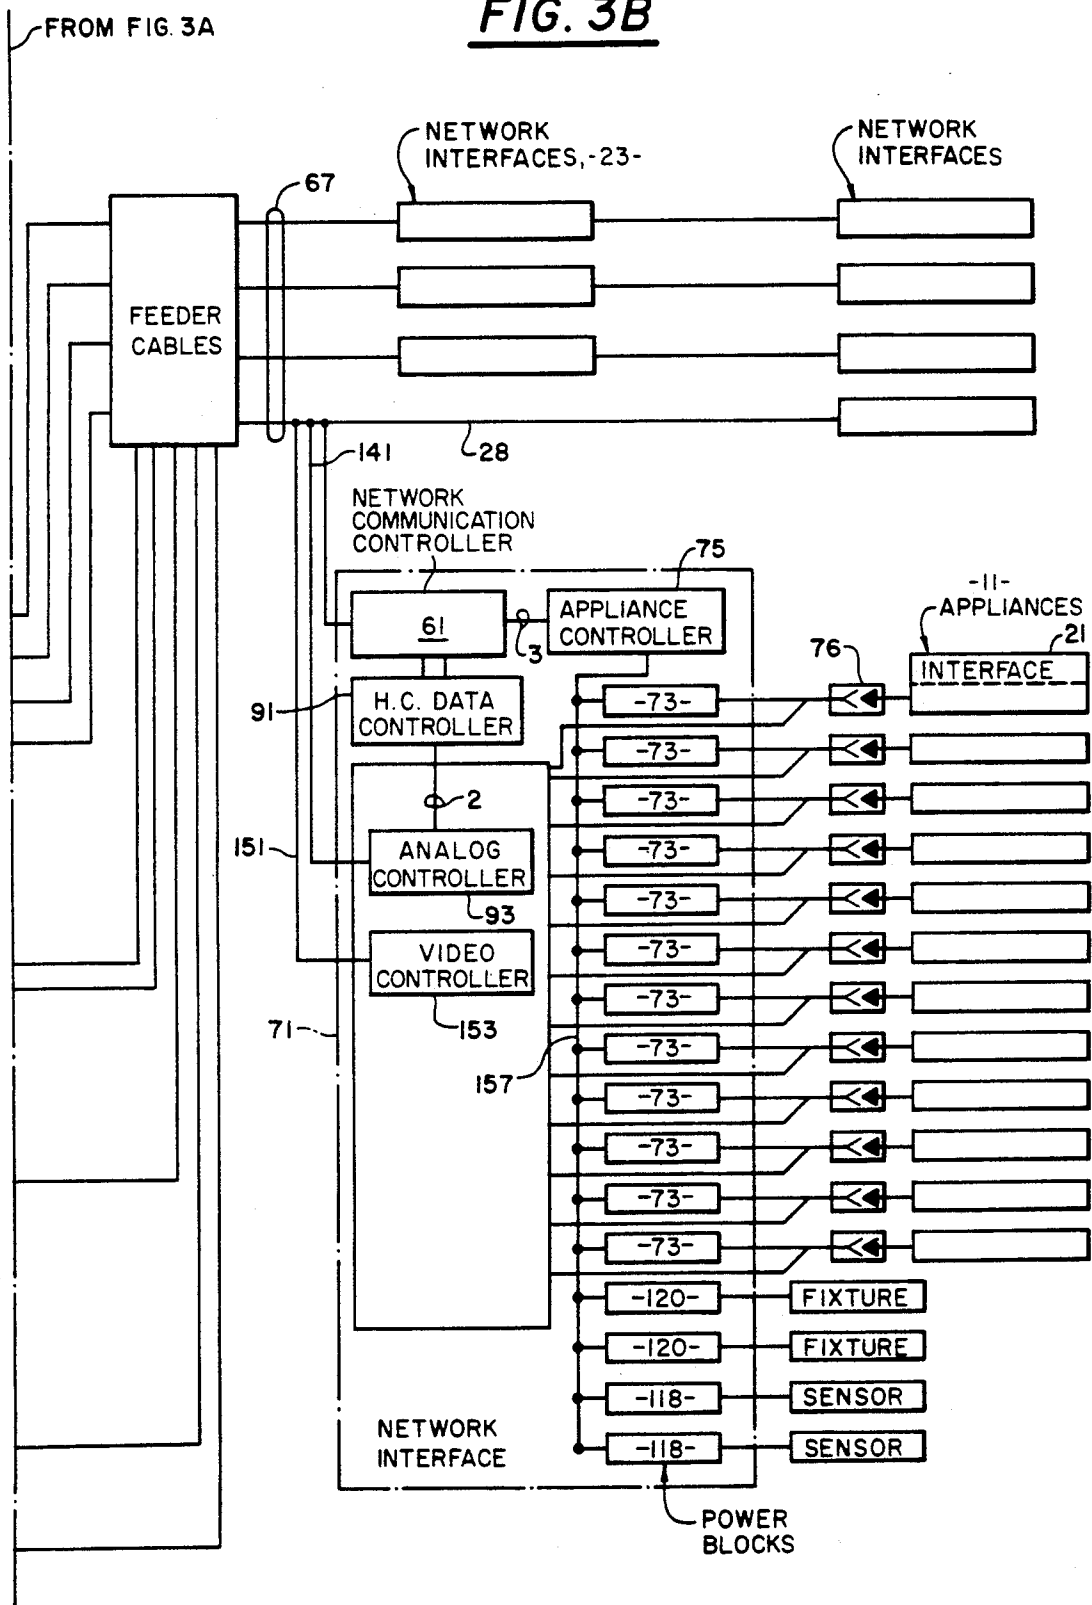 FROM FIG. 3A
FIG. 3B
NETWORK
INTERFACES,-23-
NETWORK
INTERFACES
67
FEEDER
CABLES
141
28
NETWORK
COMMUNICATION
CONTROLLER
75
61
3
APPLIANCE
CONTROLLER
-11-
APPLIANCES
21
76
INTERFACE
91
H.C. DATA
CONTROLLER
-73-
-73-
2
-73-
151
ANALOG
CONTROLLER
-73-
93
-73-
VIDEO
CONTROLLER
-73-
153
-73-
71
-73-
157
-73-
-73-
-73-
-73-
-120-
FIXTURE
-120-
FIXTURE
-118-
SENSOR
NETWORK
INTERFACE
-118-
SENSOR
POWER
BLOCKS